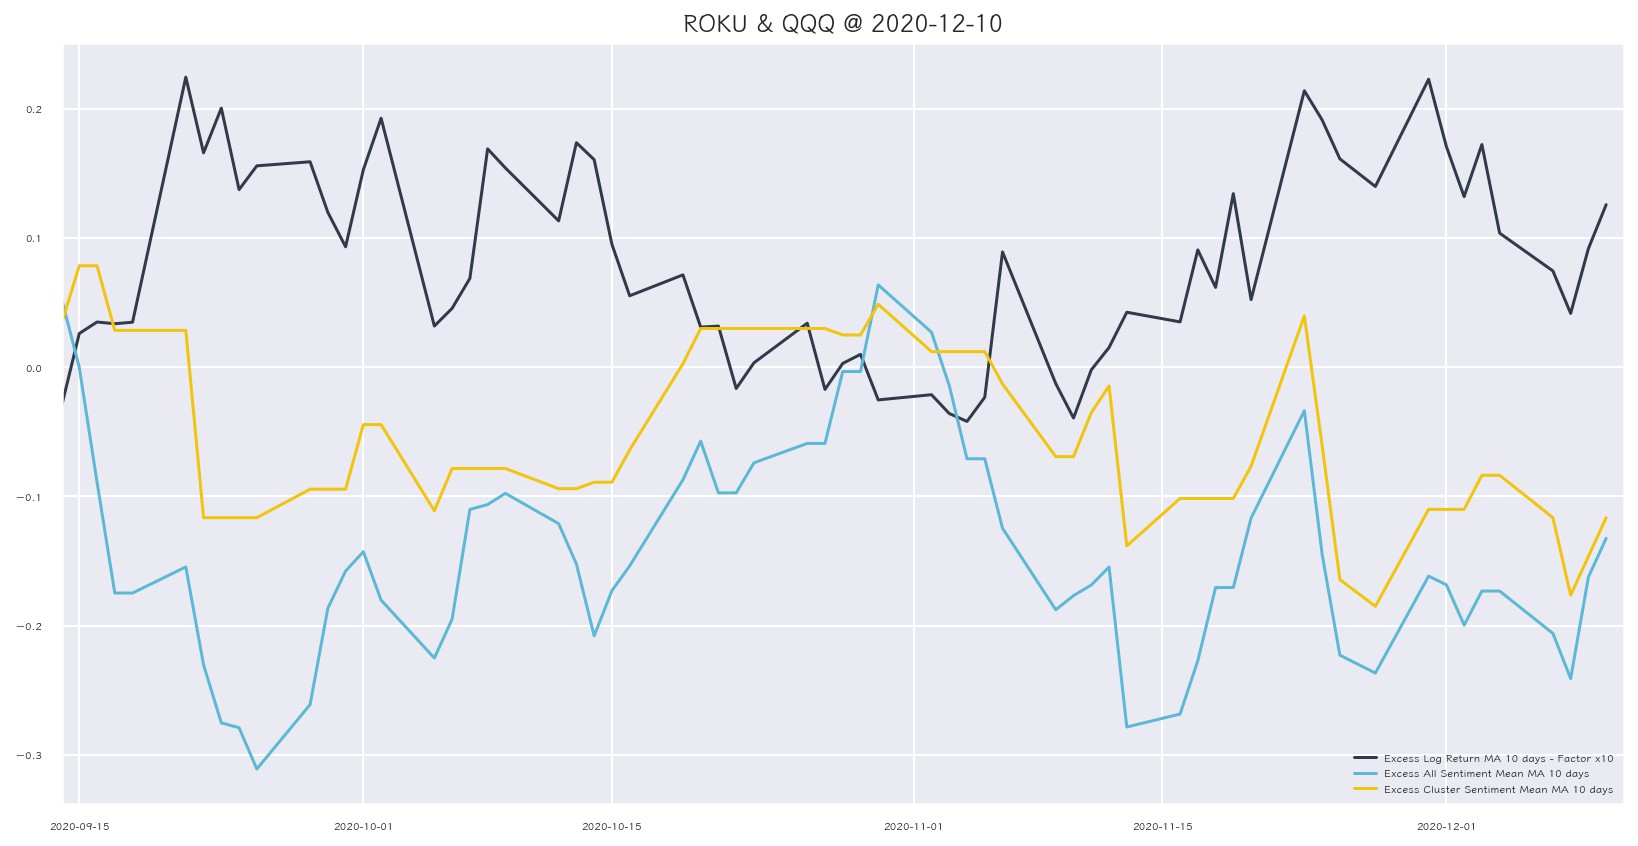 ROKU & QQQ @ 2020-12-10
0.2
0.1
0.0
−0.1
−0.2
−0.3
Excess Log Return MA 10 days - Factor x10
Excess All Sentiment Mean MA 10 days
Excess Cluster Sentiment Mean MA 10 days
2020-09-15 2020-10-01 2020-10-15 2020-11-01 2020-11-15 2020-12-01